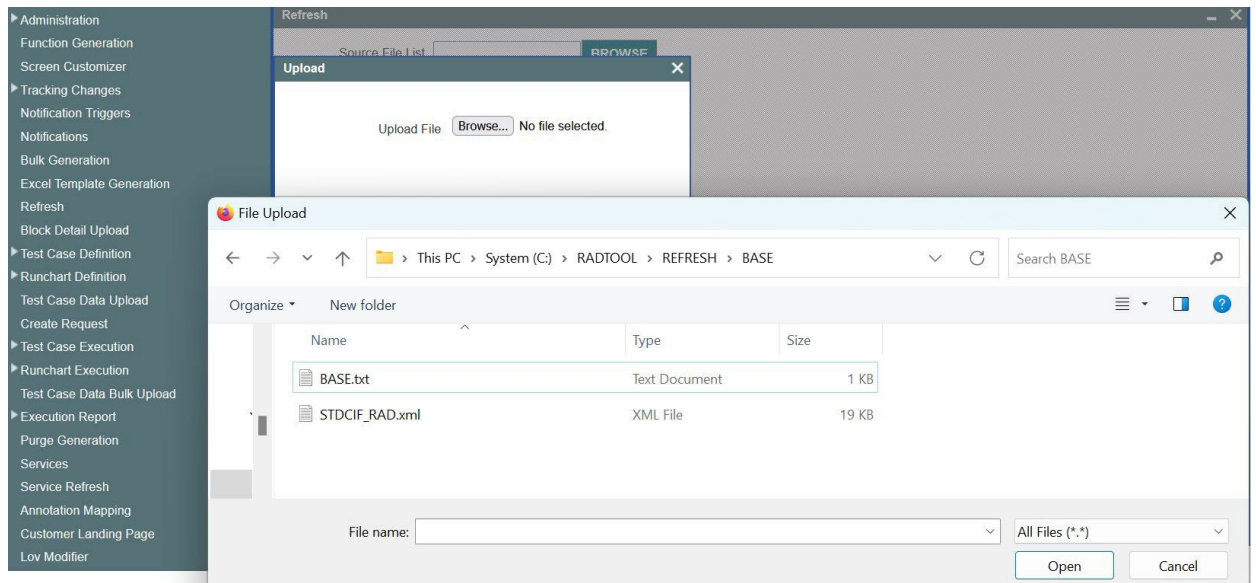 Administration
Function Generation
Screen Customizer
Tracking Changes
Notification Triggers
Notifications
Bulk Generation
Excel Template Generation
Refresh
Block Detail Upload
Test Case Definition
Runchart Definition
Test Case Data Upload
Create Request
Test Case Execution
Runchart Execution
Test Case Data Bulk Upload
Execution Report
Purge Generation
Services
Service Refresh
Annotation Mapping
Customer Landing Page
Lov Modifier
Refresh
Source File List BROWSE
Upload
Upload File Browse... No file selected.
File Upload
This PC > System (C:) > RADTOOL > REFRESH > BASE
Search BASE
Organize New folder
Name Type Size
BASE.txt Text Document 1 KB
STDCIF_RAD.xml XML File 19 KB
File name: All Files (*.*)
Open Cancel